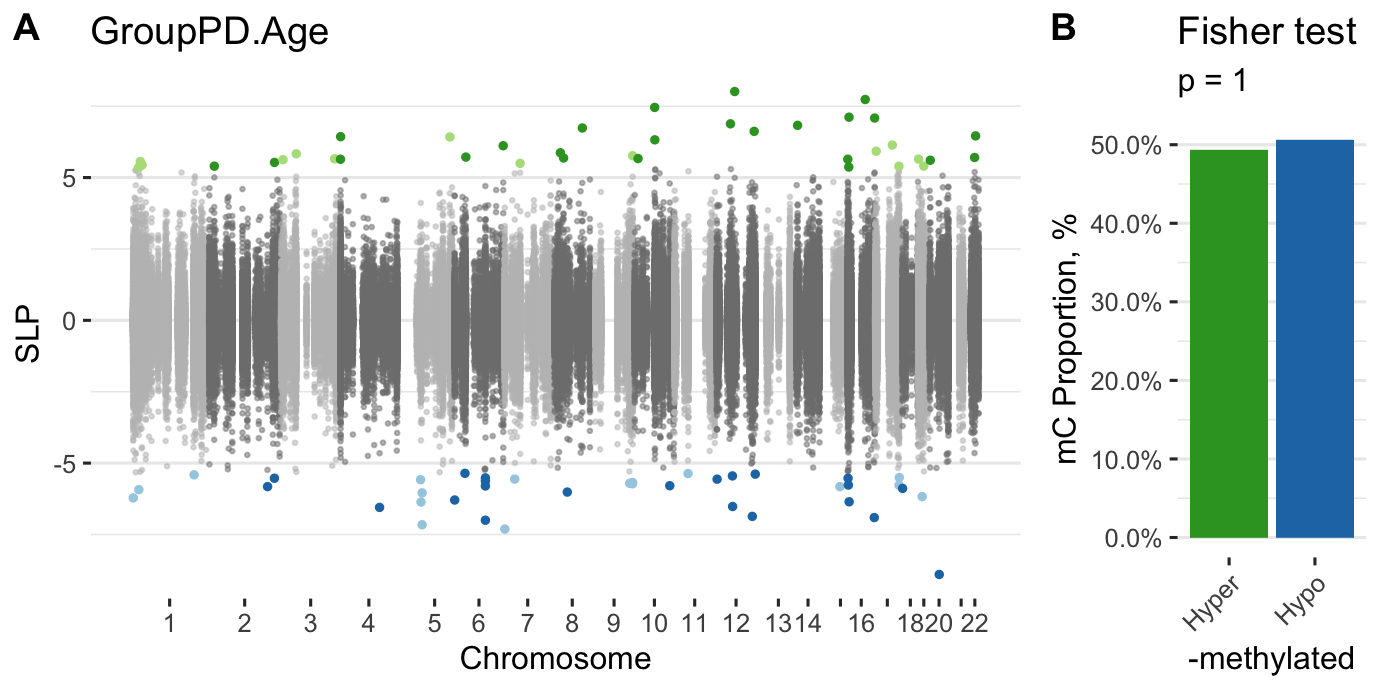 A GroupPD.Age
SLP
5
0
-5
1 2 3 4 5 6 7 8 9 10 11 12 13 14 16 18 20 22
Chromosome
B Fisher test
p = 1
mC Proportion, %
50.0%
40.0%
30.0%
20.0%
10.0%
0.0%
Hyper Hypo
-methylated